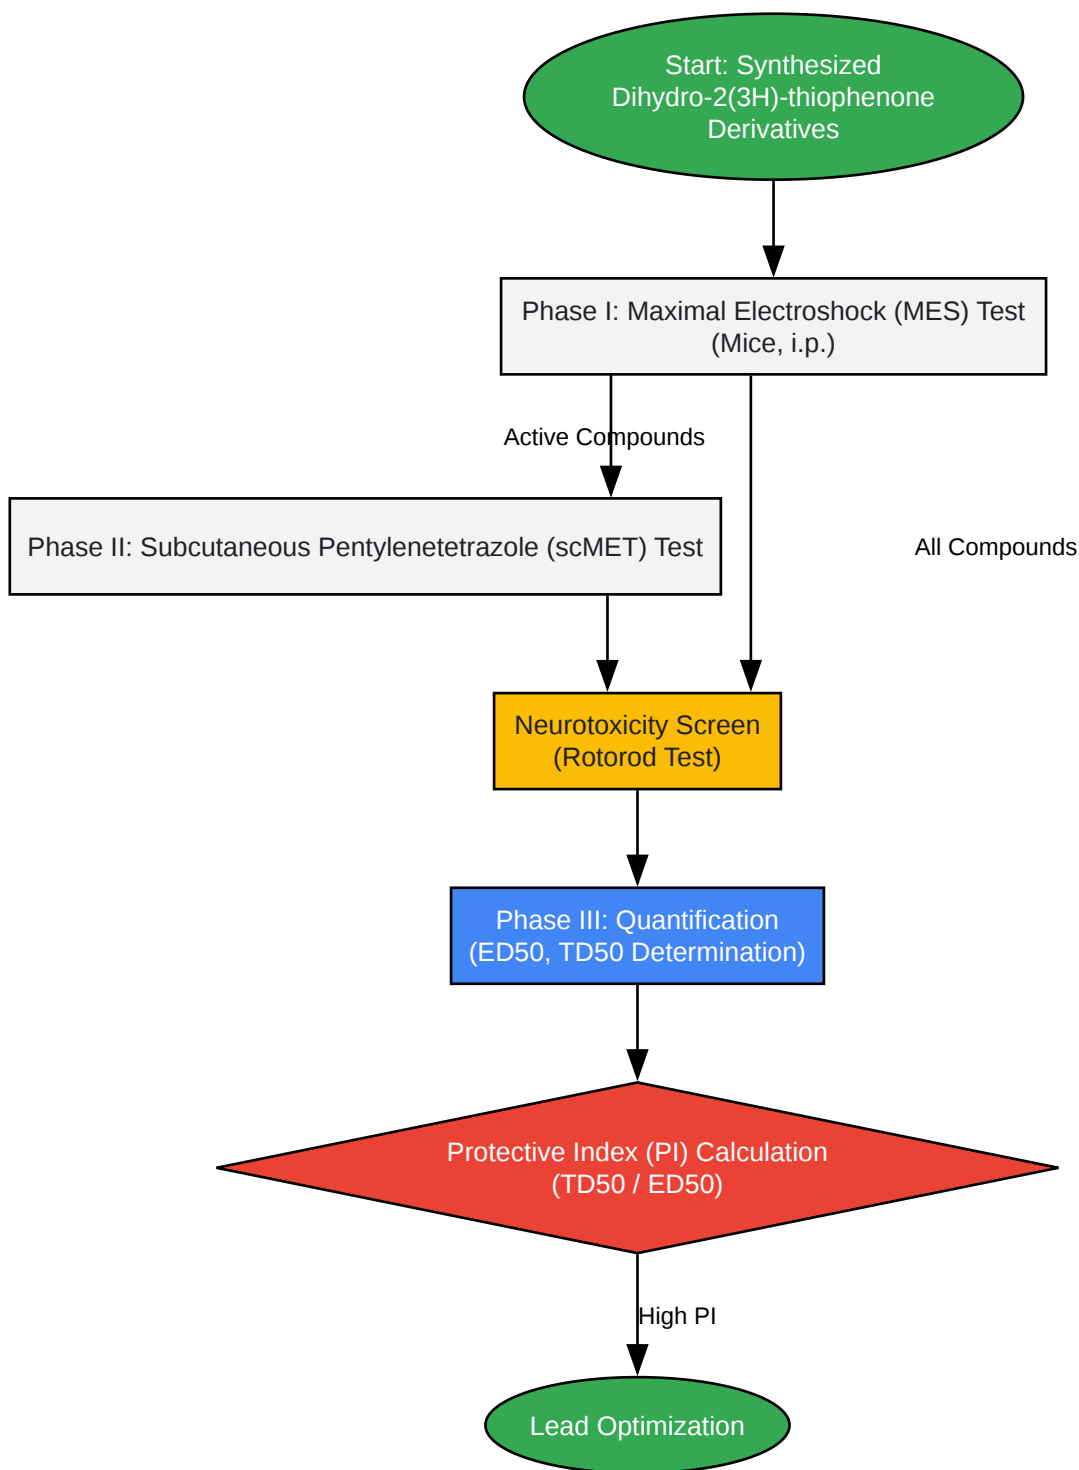 Start: Synthesized
Dihydro-2(3H)-thiophenone
Derivatives
Phase I: Maximal Electroshock (MES) Test
(Mice, i.p.)
Active Compounds
Phase II: Subcutaneous Pentylenetetrazole (scMET) Test
All Compounds
Neurotoxicity Screen
(Rotorod Test)
Phase III: Quantification
(ED50, TD50 Determination)
Protective Index (PI) Calculation
(TD50 / ED50)
High PI
Lead Optimization